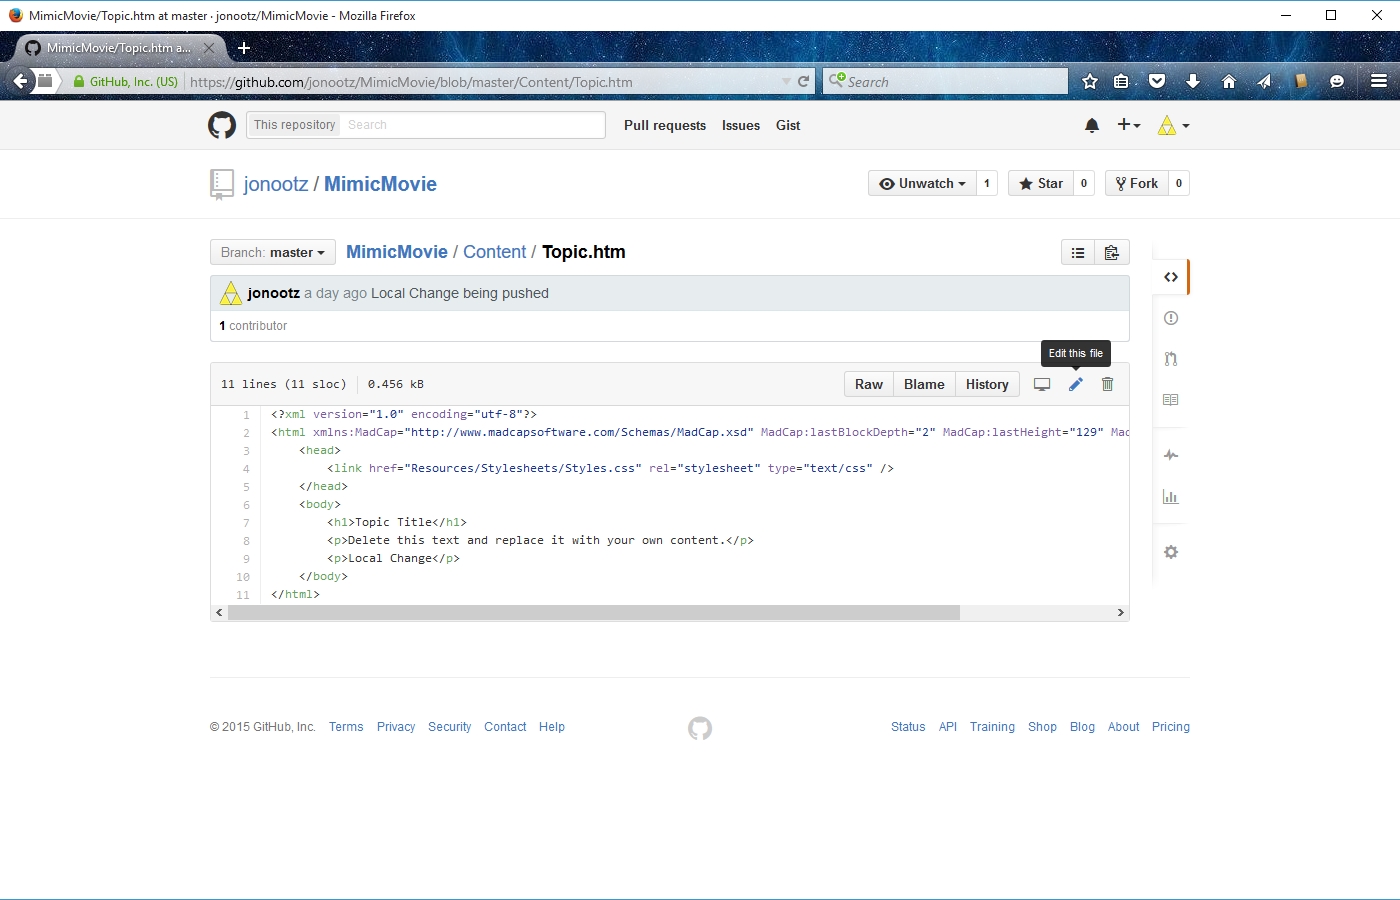 MimicMovie/Topic.htm at master · jonootz/MimicMovie - Mozilla Firefox
MimicMovie/Topic.htm a...
GitHub, Inc. (US) https://github.com/jonootz/MimicMovie/blob/master/Content/Topic.htm Search
This repository Search Pull requests Issues Gist
jonootz / MimicMovie Unwatch 1 Star 0 Fork 0
Branch: master MimicMovie / Content / Topic.htm
jonootz a day ago Local Change being pushed
1 contributor
Edit this file
11 lines (11 sloc) 0.456 kB Raw Blame History
1 <?xml version="1.0" encoding="utf-8"?>
2 <html xmlns:MadCap="http://www.madcapsoftware.com/Schemas/MadCap.xsd" MadCap:lastBlockDepth="2" MadCap:lastHeight="129" Mac
3 <head>
4 <link href="Resources/Stylesheets/Styles.css" rel="stylesheet" type="text/css" />
5 </head>
6 <body>
7 <h1>Topic Title</h1>
8 <p>Delete this text and replace it with your own content.</p>
9 <p>Local Change</p>
10 </body>
11 </html>
© 2015 GitHub, Inc. Terms Privacy Security Contact Help Status API Training Shop Blog About Pricing